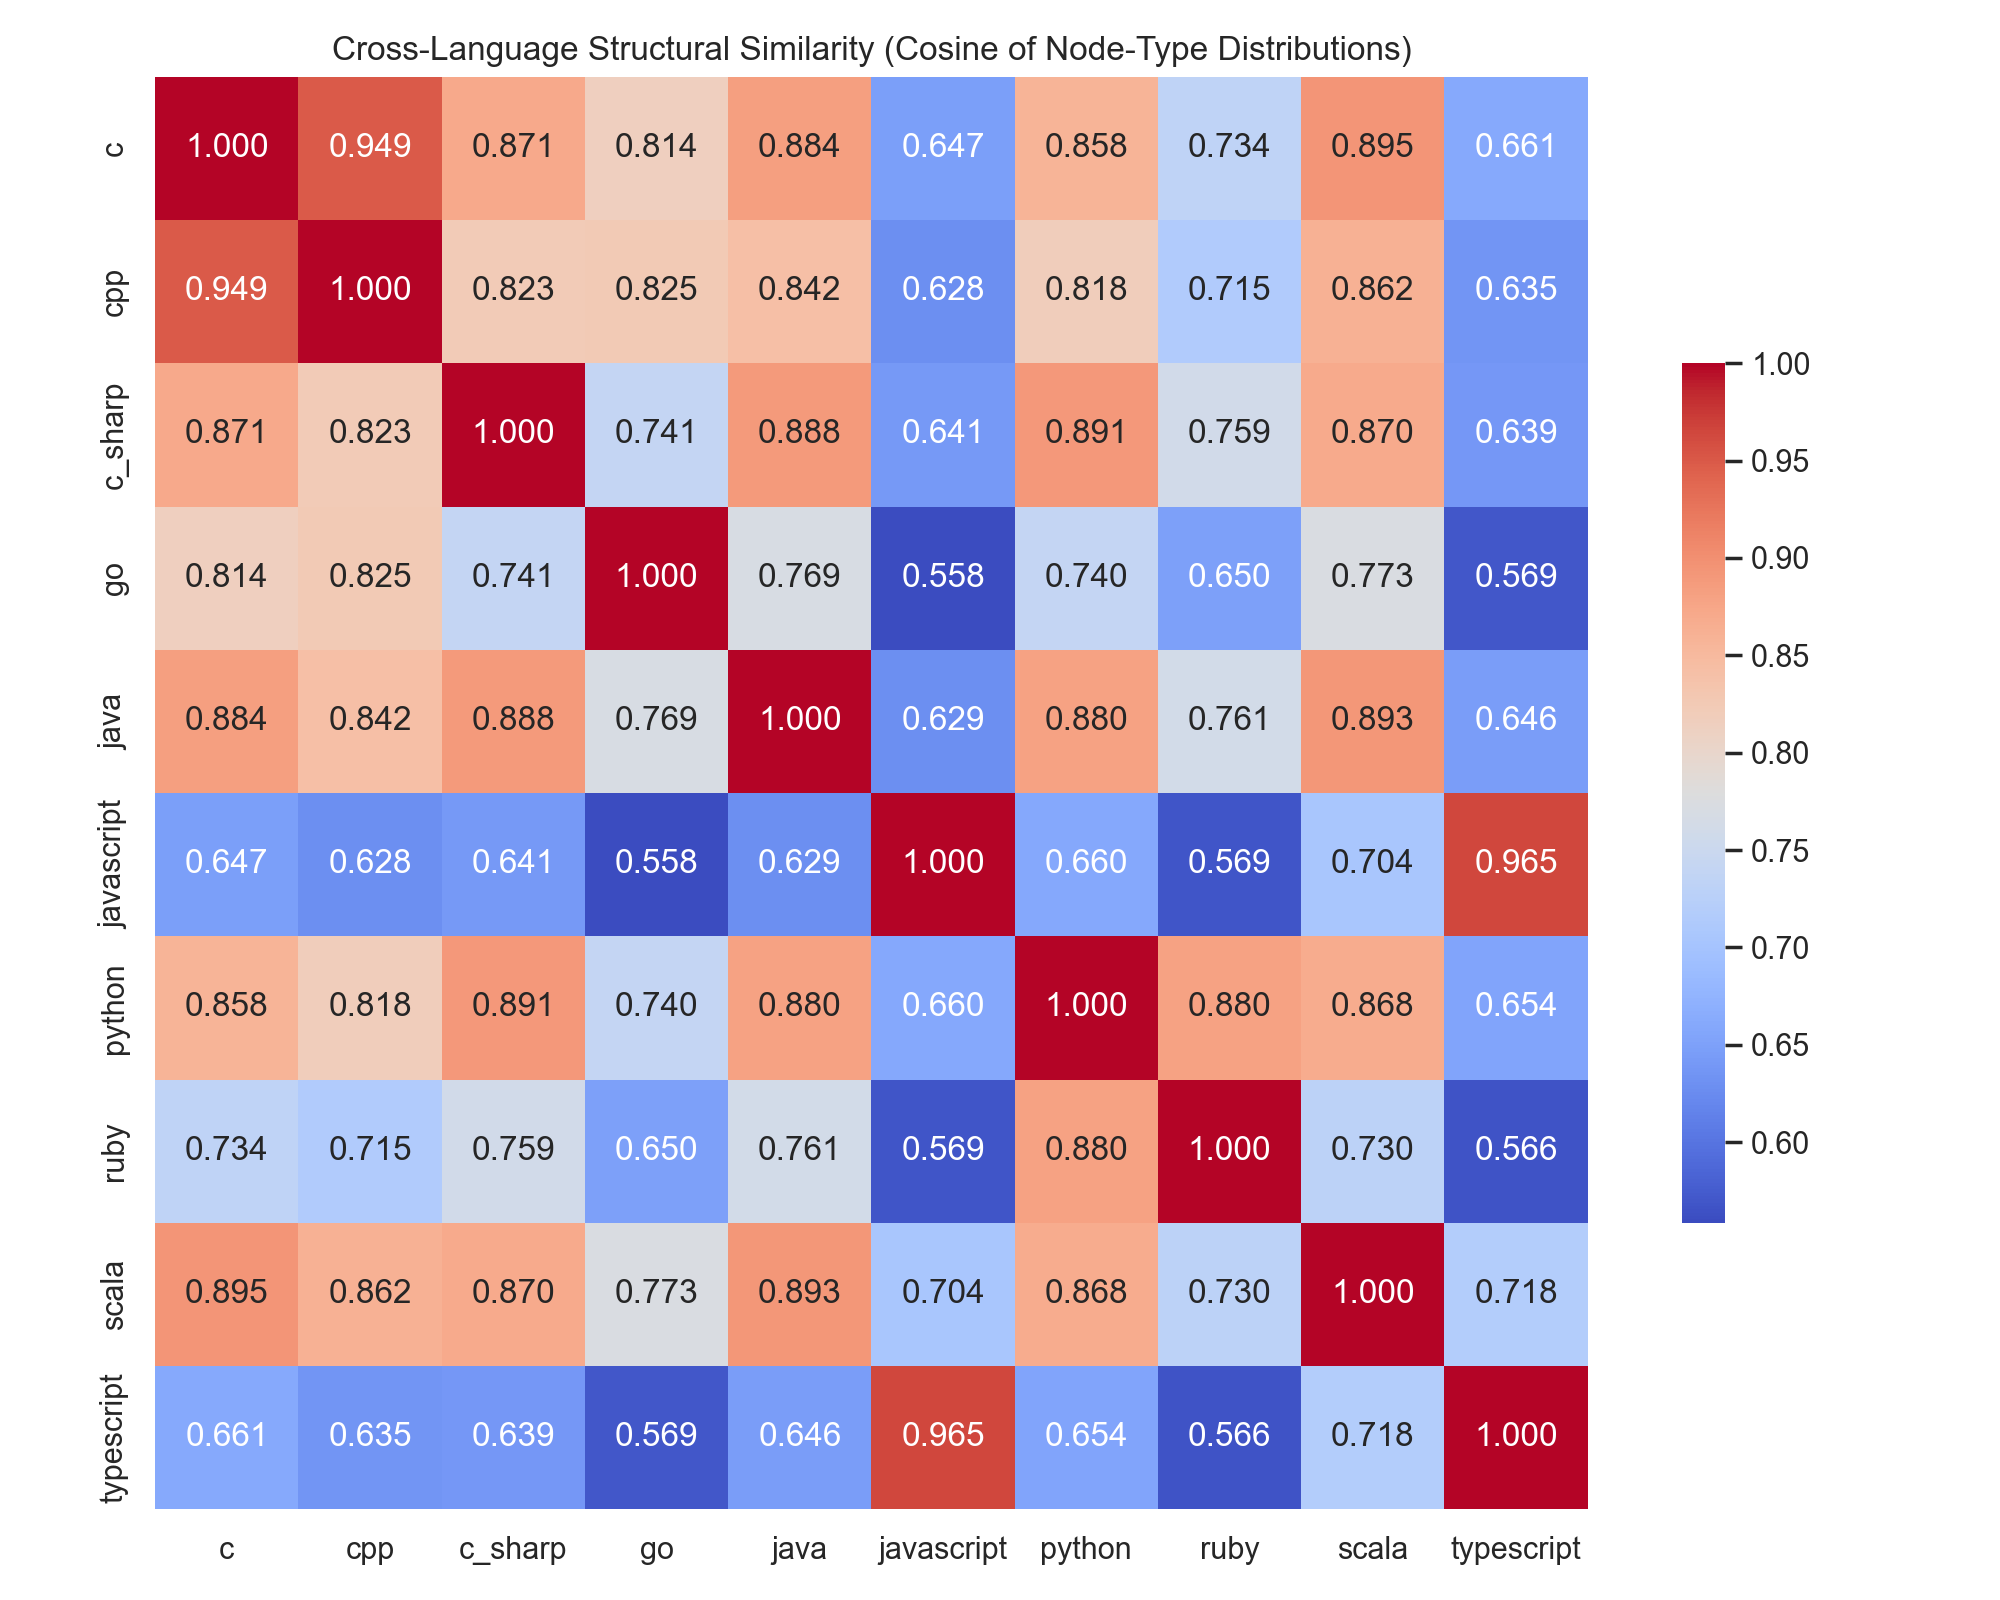 Cross-Language Structural Similarity (Cosine of Node-Type Distributions)
c 1.000 0.949 0.871 0.814 0.884 0.647 0.858 0.734 0.895 0.661
cpp 0.949 1.000 0.823 0.825 0.842 0.628 0.818 0.715 0.862 0.635
c_sharp 0.871 0.823 1.000 0.741 0.888 0.641 0.891 0.759 0.870 0.639
go 0.814 0.825 0.741 1.000 0.769 0.558 0.740 0.650 0.773 0.569
java 0.884 0.842 0.888 0.769 1.000 0.629 0.880 0.761 0.893 0.646
javascript 0.647 0.628 0.641 0.558 0.629 1.000 0.660 0.569 0.704 0.965
python 0.858 0.818 0.891 0.740 0.880 0.660 1.000 0.880 0.868 0.654
ruby 0.734 0.715 0.759 0.650 0.761 0.569 0.880 1.000 0.730 0.566
scala 0.895 0.862 0.870 0.773 0.893 0.704 0.868 0.730 1.000 0.718
typescript 0.661 0.635 0.639 0.569 0.646 0.965 0.654 0.566 0.718 1.000
c cpp c_sharp go java javascript python ruby scala typescript
1.00
0.95
0.90
0.85
0.80
0.75
0.70
0.65
0.60